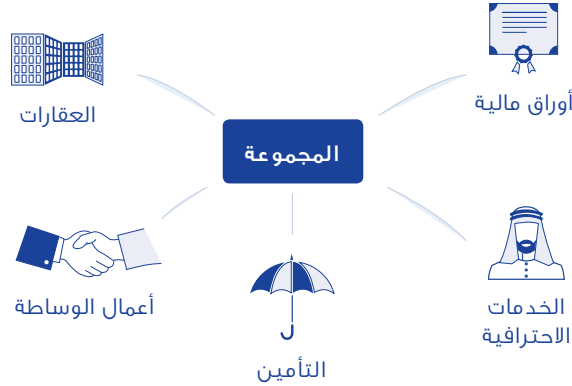 أوراق مالية
العقارات
المجموعة
الخدمات
الاحترافية
أعمال الوساطة
التأمين